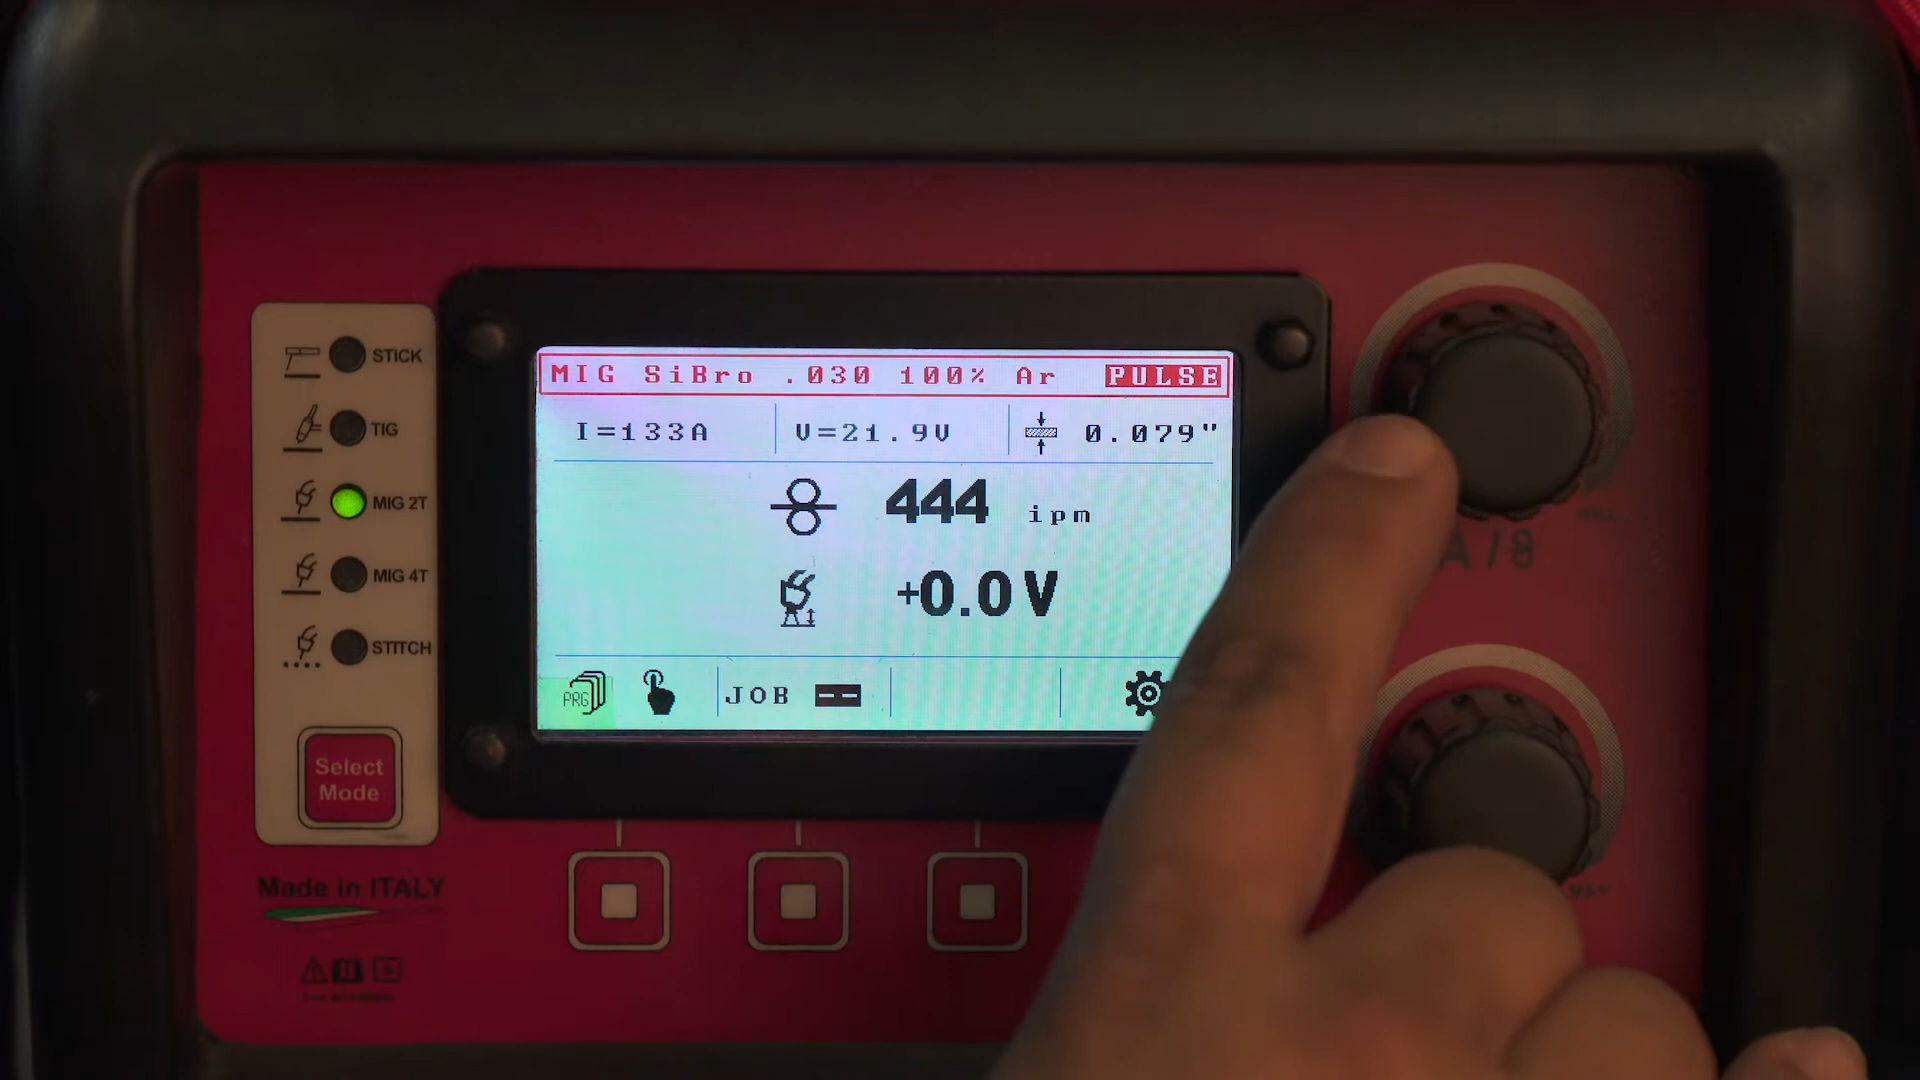 MIG SiBro .030 100% Ar PULSE
I=133A V=21.9V 0.079"
444 ipm
+0.0V
PRG JOB --
STICK
TIG
MIG 2T
MIG 4T
STITCH
Select
Mode
Made in ITALY
A/8